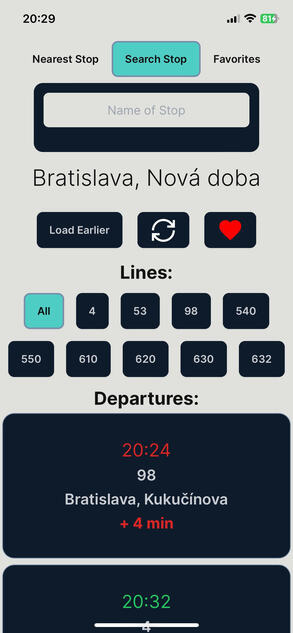 20:29
81
Nearest Stop Search Stop Favorites
Name of Stop
Bratislava, Nová doba
Load Earlier
Lines:
All 4 53 98 540
550 610 620 630 632
Departures:
20:24
98
Bratislava, Kukučínova
+ 4 min
20:32
4